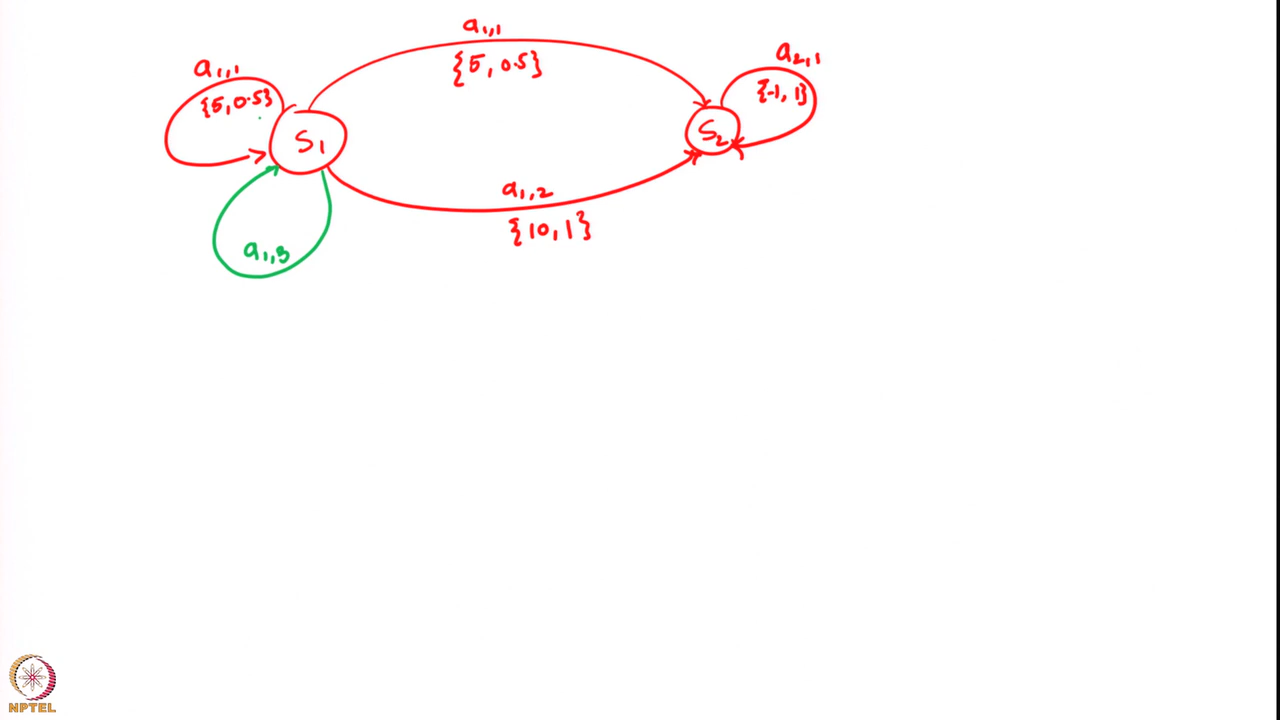 a1,1
{5, 0.5}
a1,1
{5, 0.5}
a2,1
{-1, 1}
S1
S2
a1,2
{10, 1}
a1,3
NPTEL